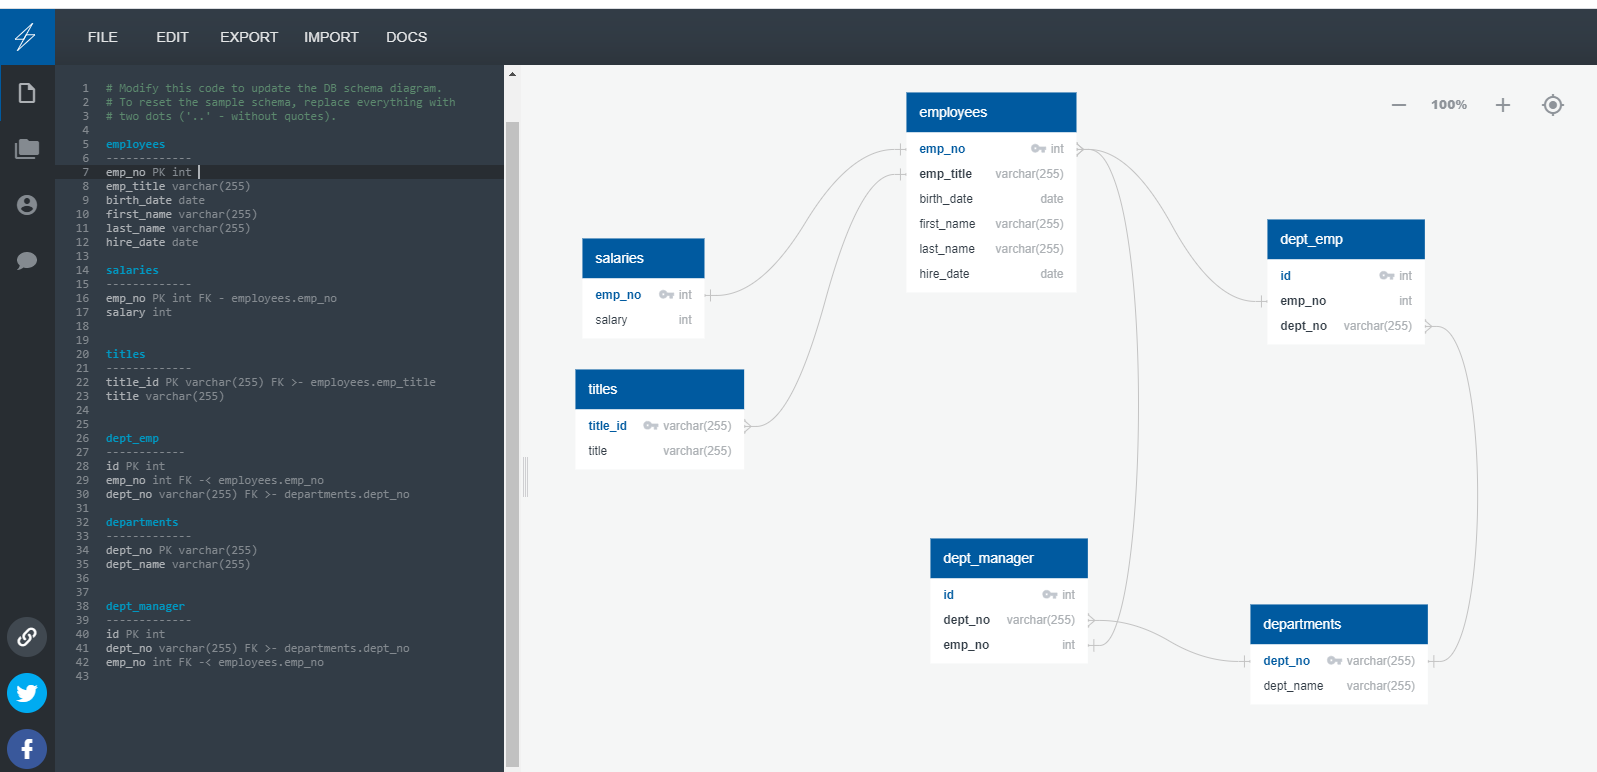 FILE EDIT EXPORT IMPORT DOCS
1 # Modify this code to update the DB schema diagram.
2 # To reset the sample schema, replace everything with
3 # two dots ('..' - without quotes).
4
5 employees
6 -------------
7 emp_no PK int
8 emp_title varchar(255)
9 birth_date date
10 first_name varchar(255)
11 last_name varchar(255)
12 hire_date date
13
14 salaries
15 -------------
16 emp_no PK int FK - employees.emp_no
17 salary int
18
19
20 titles
21 -------------
22 title_id PK varchar(255) FK >- employees.emp_title
23 title varchar(255)
24
25
26 dept_emp
27 ------------
28 id PK int
29 emp_no int FK -< employees.emp_no
30 dept_no varchar(255) FK >- departments.dept_no
31
32 departments
33 -------------
34 dept_no PK varchar(255)
35 dept_name varchar(255)
36
37
38 dept_manager
39 -------------
40 id PK int
41 dept_no varchar(255) FK >- departments.dept_no
42 emp_no int FK -< employees.emp_no
43
100%
employees
emp_no int
emp_title varchar(255)
birth_date date
first_name varchar(255)
last_name varchar(255)
hire_date date
salaries
emp_no int
salary int
titles
title_id varchar(255)
title varchar(255)
dept_emp
id int
emp_no int
dept_no varchar(255)
dept_manager
id int
dept_no varchar(255)
emp_no int
departments
dept_no varchar(255)
dept_name varchar(255)